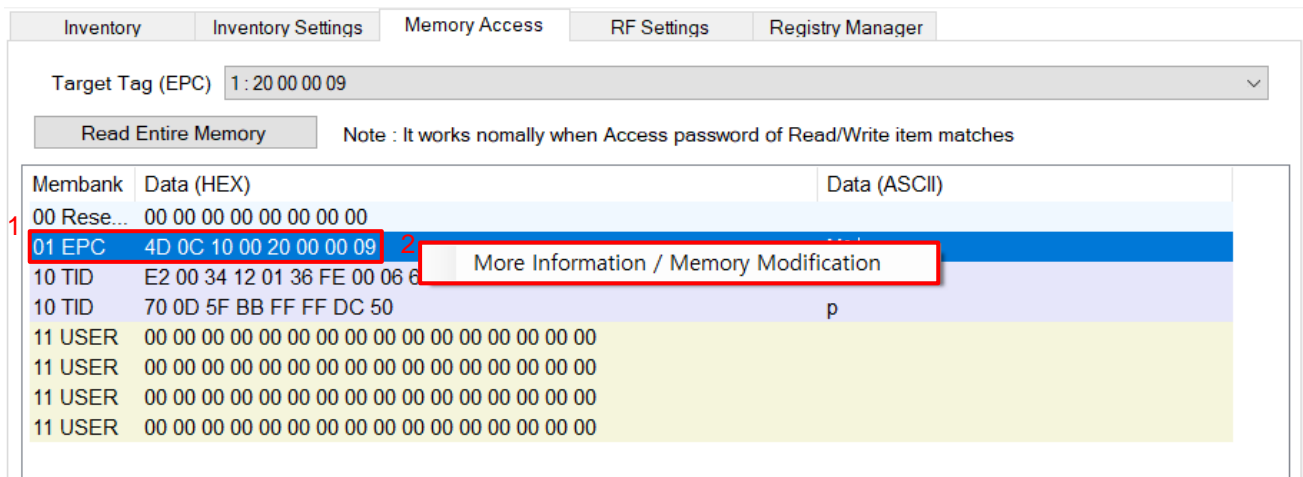 Inventory Inventory Settings Memory Access RF Settings Registry Manager
Target Tag (EPC) 1 : 20 00 00 09
Read Entire Memory Note : It works nomally when Access password of Read/Write item matches
Membank Data (HEX) Data (ASCII)
00 Rese... 00 00 00 00 00 00 00 00
1
01 EPC 4D 0C 10 00 20 00 00 09 2
More Information / Memory Modification
10 TID E2 00 34 12 01 36 FE 00 06
10 TID 70 0D 5F BB FF FF DC 50 p
11 USER 00 00 00 00 00 00 00 00 00 00 00 00 00 00 00 00
11 USER 00 00 00 00 00 00 00 00 00 00 00 00 00 00 00 00
11 USER 00 00 00 00 00 00 00 00 00 00 00 00 00 00 00 00
11 USER 00 00 00 00 00 00 00 00 00 00 00 00 00 00 00 00